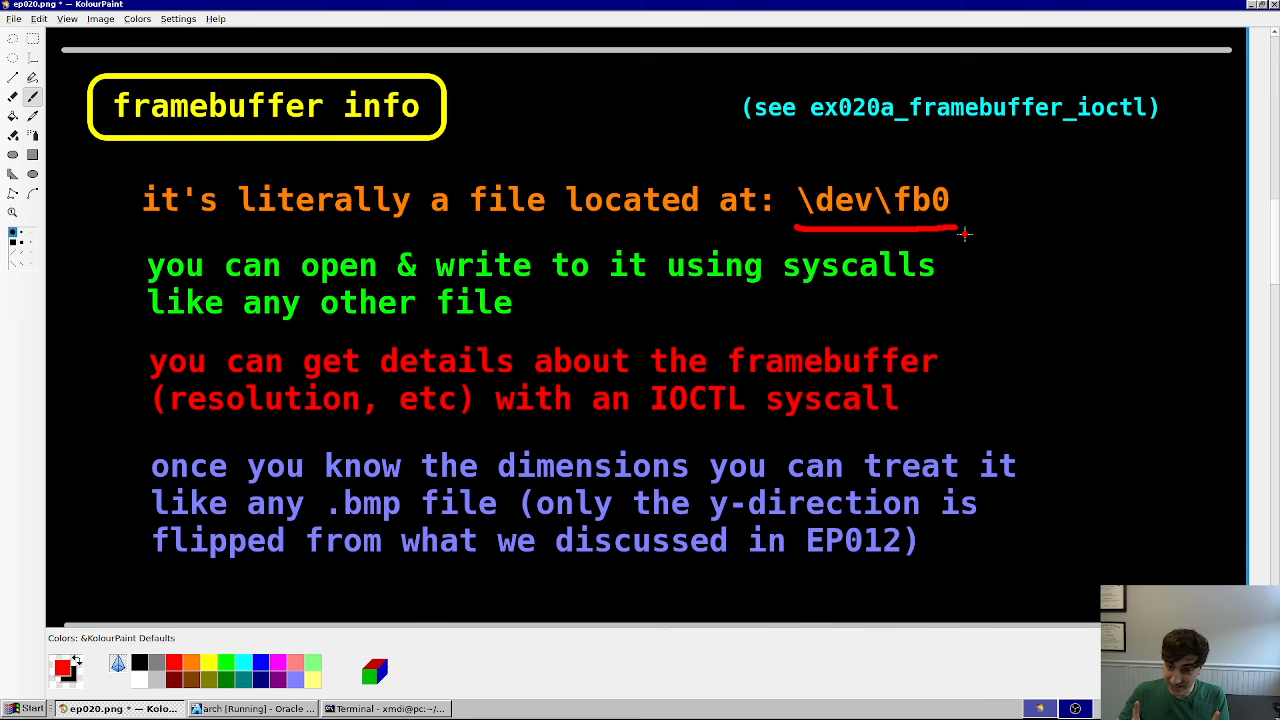 ep020.png * — KolourPaint
File Edit View Image Colors Settings Help
framebuffer info
(see ex020a_framebuffer_ioctl)
it's literally a file located at: \dev\fb0
you can open & write to it using syscalls
like any other file
you can get details about the framebuffer
(resolution, etc) with an IOCTL syscall
once you know the dimensions you can treat it
like any .bmp file (only the y-direction is
flipped from what we discussed in EP012)
Colors: &KolourPaint Defaults
Start ep020.png * — Kolo... arch [Running] - Oracle ... Terminal - xmdi@pc:~/...